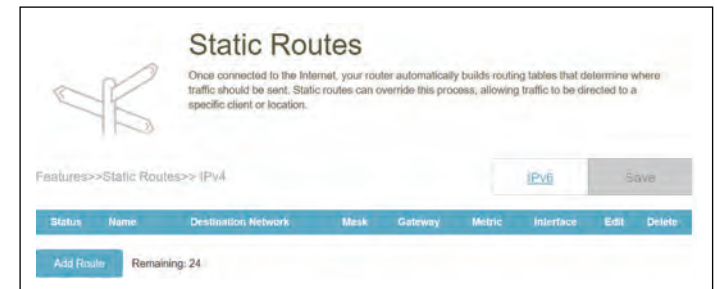 Static Routes
Once connected to the Internet, your router automatically builds routing tables that determine where
traffic should be sent. Static routes can override this process, allowing traffic to be directed to a
specific client or location.
Features>>Static Routes>> IPv4
IPv6
Save
Status Name Destination Network Mask Gateway Metric Interface Edit Delete
Add Route Remaining: 24